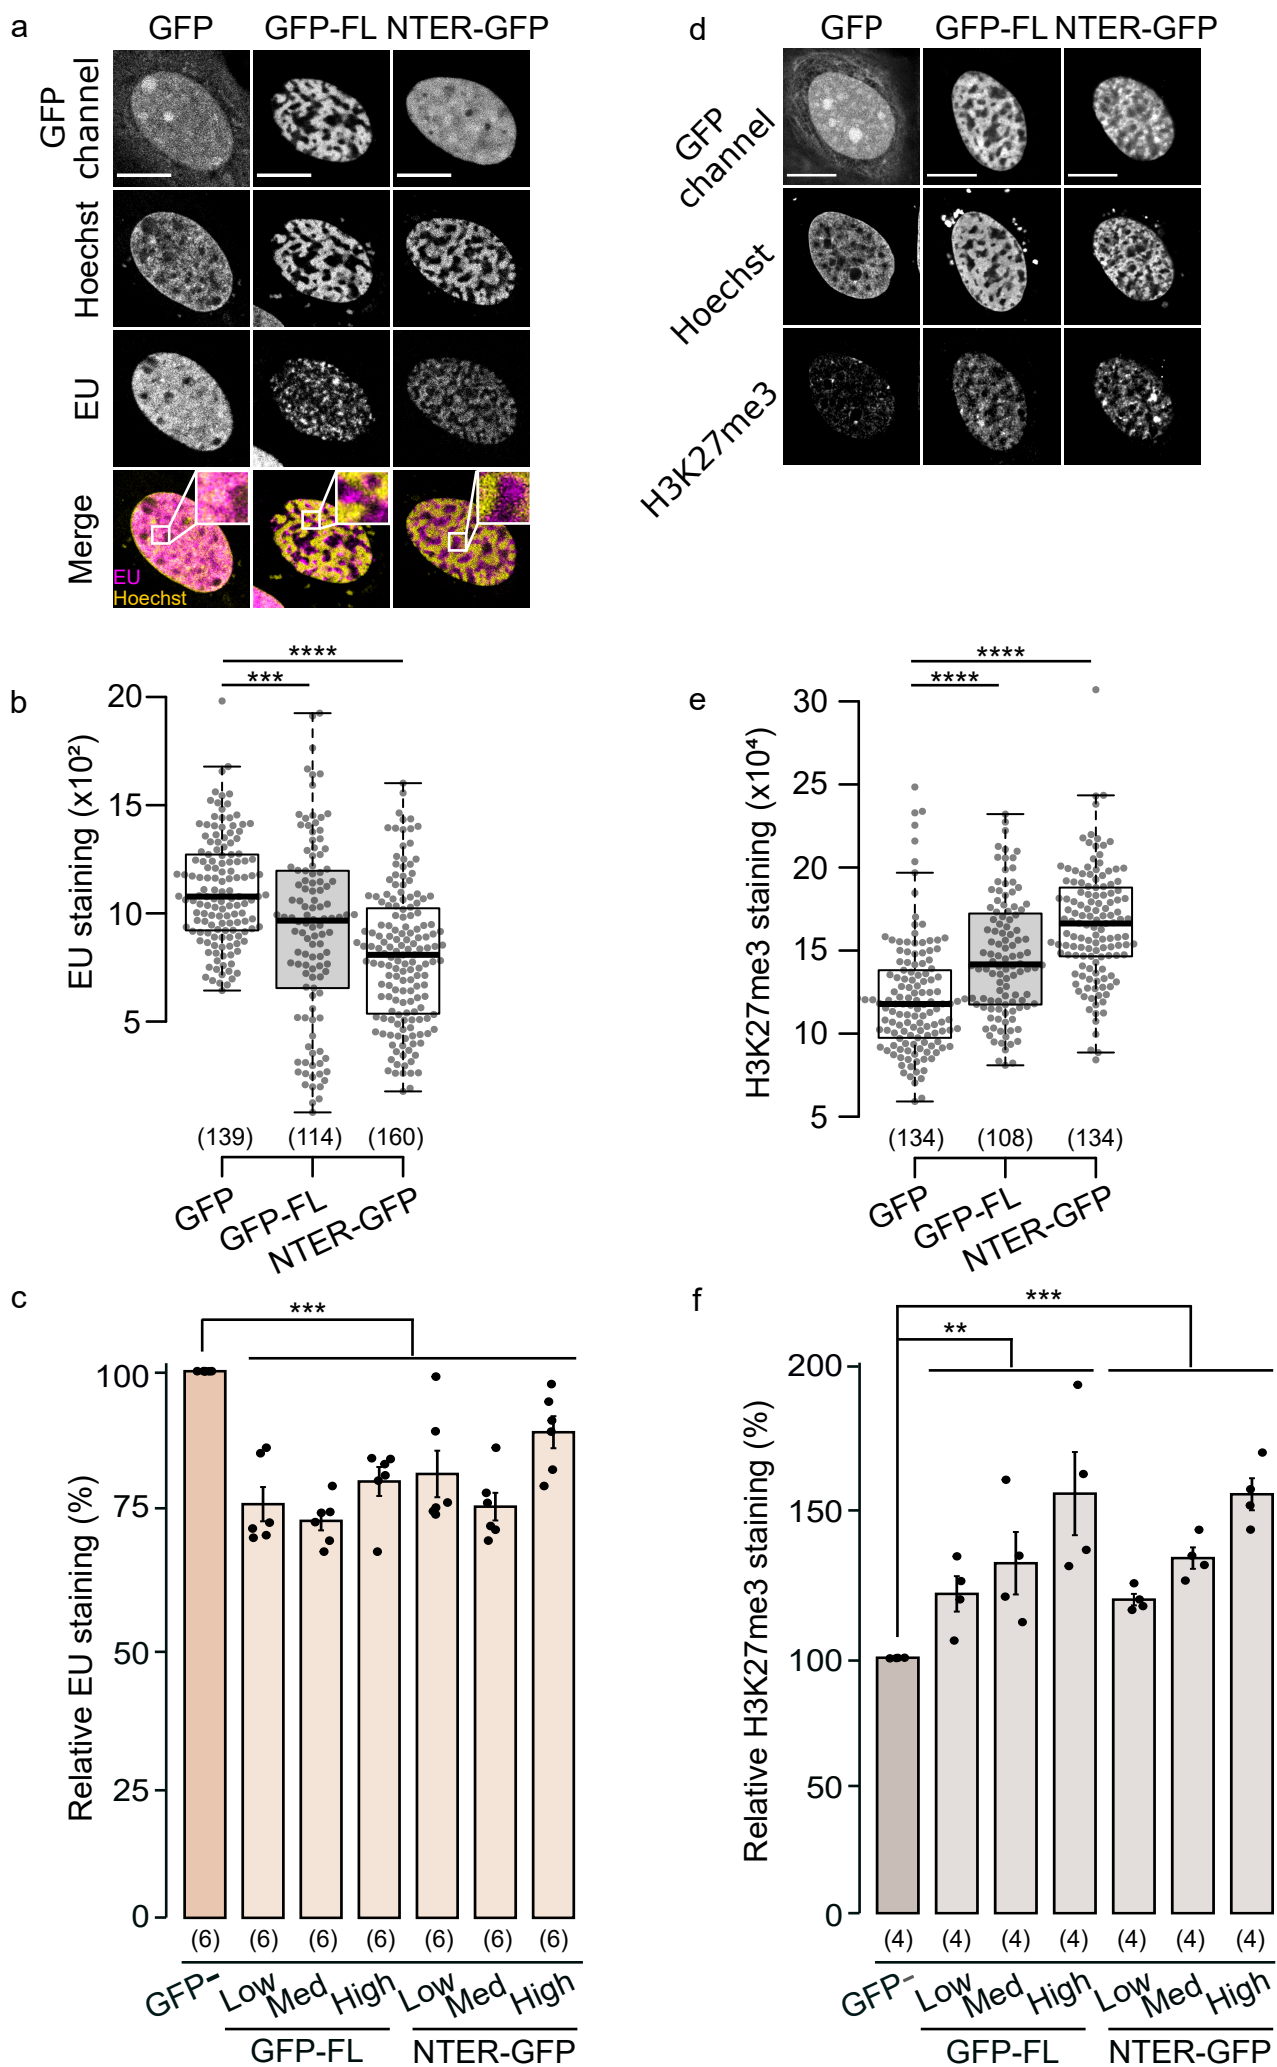 a
GFP GFP-FL NTER-GFP
GFP
channel
Hoechst
EU
Merge
EU
Hoechst
b
**** 
***
EU staining (x10²)
20
15
10
5
(139) (114) (160)
GFP
GFP-FL
NTER-GFP
c
***
Relative EU staining (%)
100
75
50
25
0
(6) (6) (6) (6) (6) (6) (6)
GFP-
Low Med High Low Med High
GFP-FL NTER-GFP
d
GFP GFP-FL NTER-GFP
GFP
channel
Hoechst
H3K27me3
e
****
****
H3K27me3 staining (x10⁴)
30
25
20
15
10
5
(134) (108) (134)
GFP
GFP-FL
NTER-GFP
f
***
**
Relative H3K27me3 staining (%)
200
150
100
50
0
(4) (4) (4) (4) (4) (4) (4)
GFP-
Low Med High Low Med High
GFP-FL NTER-GFP